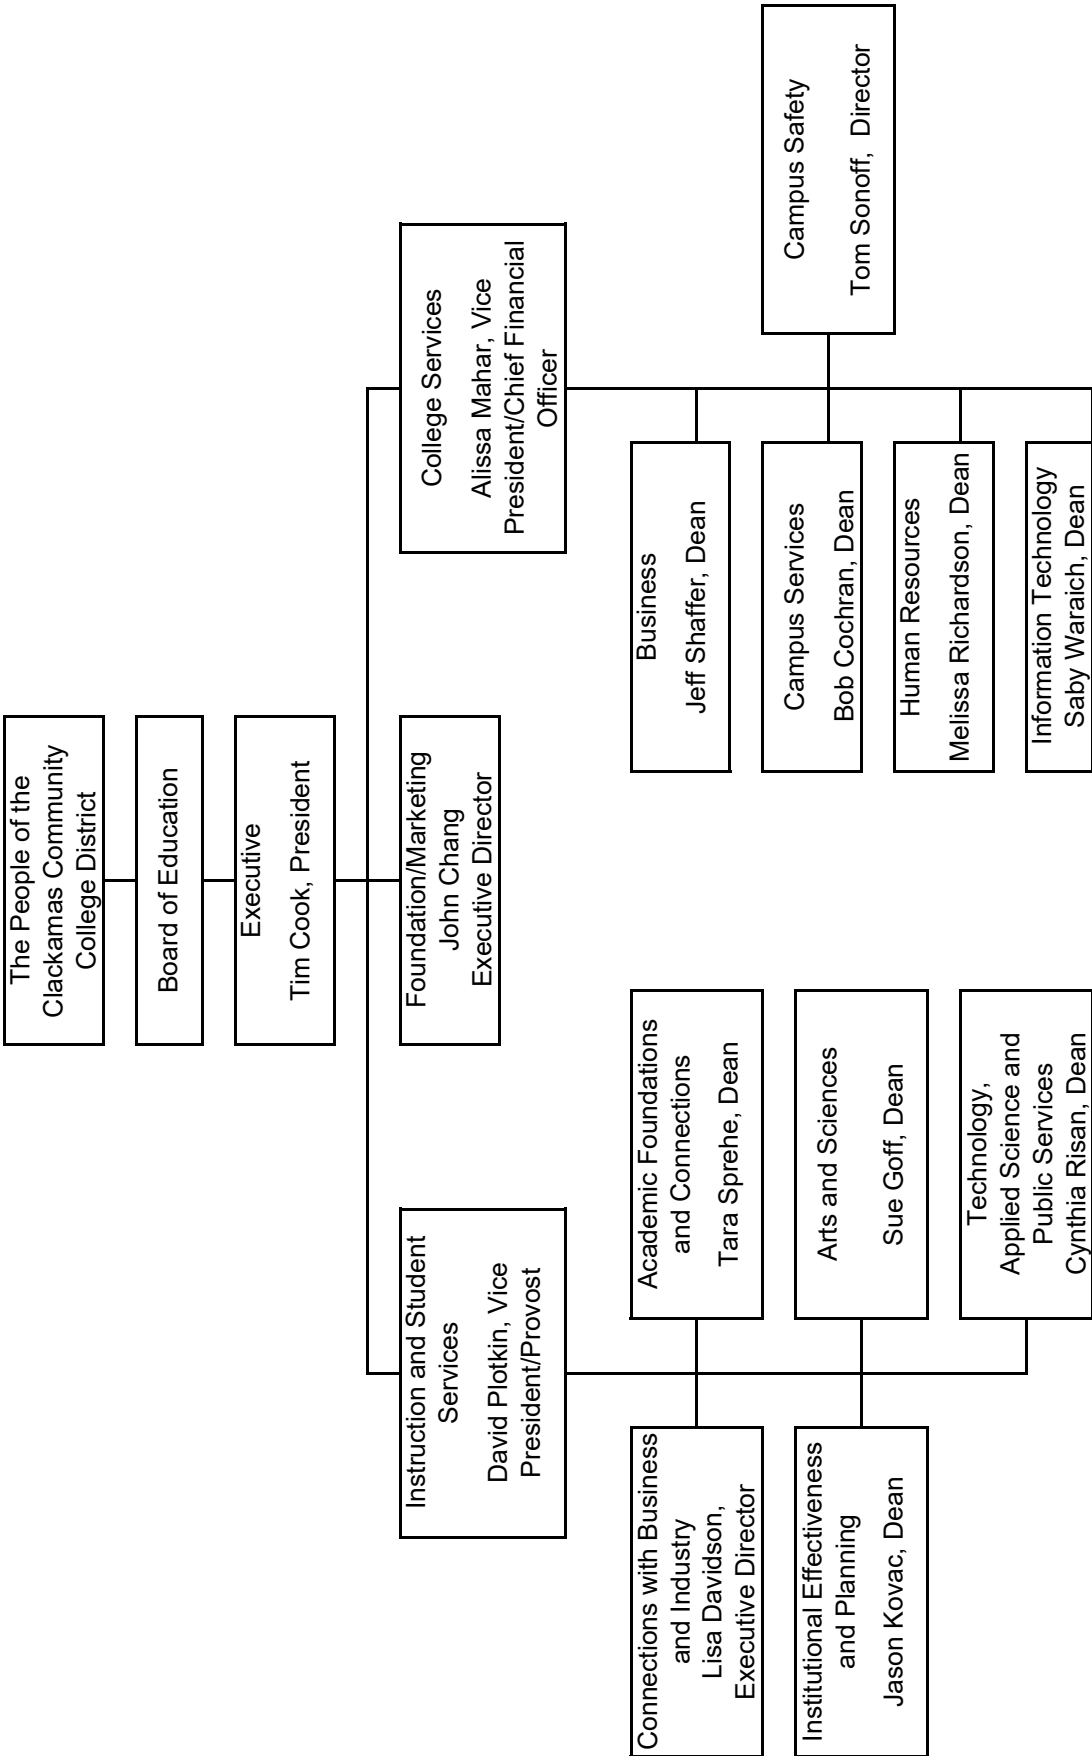 The People of the
Clackamas Community
College District
Board of Education
Executive
Tim Cook, President
Instruction and Student
Services
David Plotkin, Vice
President/Provost
Foundation/Marketing
John Chang
Executive Director
College Services
Alissa Mahar, Vice
President/Chief Financial
Officer
Connections with Business
and Industry
Lisa Davidson,
Executive Director
Academic Foundations
and Connections
Tara Sprehe, Dean
Business
Jeff Shaffer, Dean
Institutional Effectiveness
and Planning
Jason Kovac, Dean
Arts and Sciences
Sue Goff, Dean
Campus Services
Bob Cochran, Dean
Campus Safety
Tom Sonoff, Director
Technology,
Applied Science and
Public Services
Cynthia Risan, Dean
Human Resources
Melissa Richardson, Dean
Information Technology
Saby Waraich, Dean